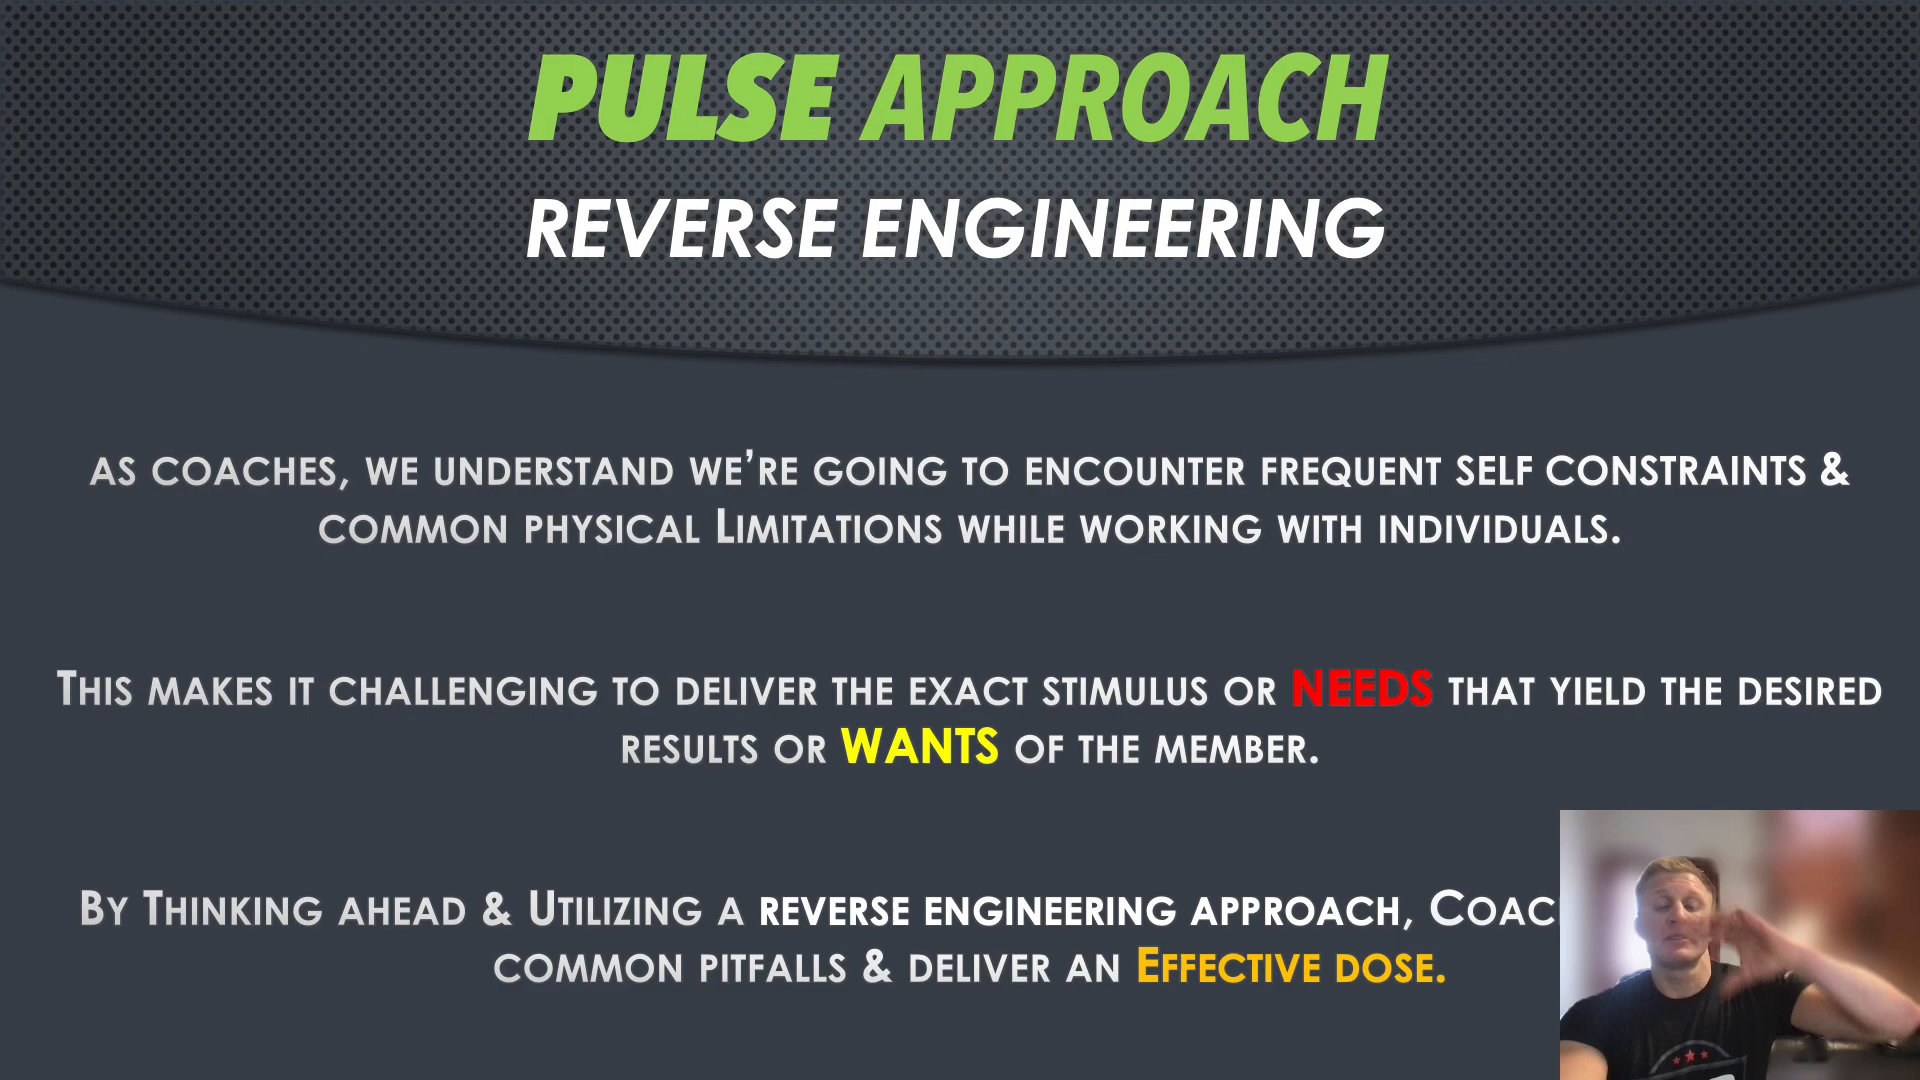 PULSE APPROACH
REVERSE ENGINEERING
AS COACHES, WE UNDERSTAND WE’RE GOING TO ENCOUNTER FREQUENT SELF CONSTRAINTS &
COMMON PHYSICAL LIMITATIONS WHILE WORKING WITH INDIVIDUALS.
THIS MAKES IT CHALLENGING TO DELIVER THE EXACT STIMULUS OR NEEDS THAT YIELD THE DESIRED
RESULTS OR WANTS OF THE MEMBER.
BY THINKING AHEAD & UTILIZING A REVERSE ENGINEERING APPROACH,
COMMON PITFALLS & DELIVER AN EFFECTIVE DOSE.